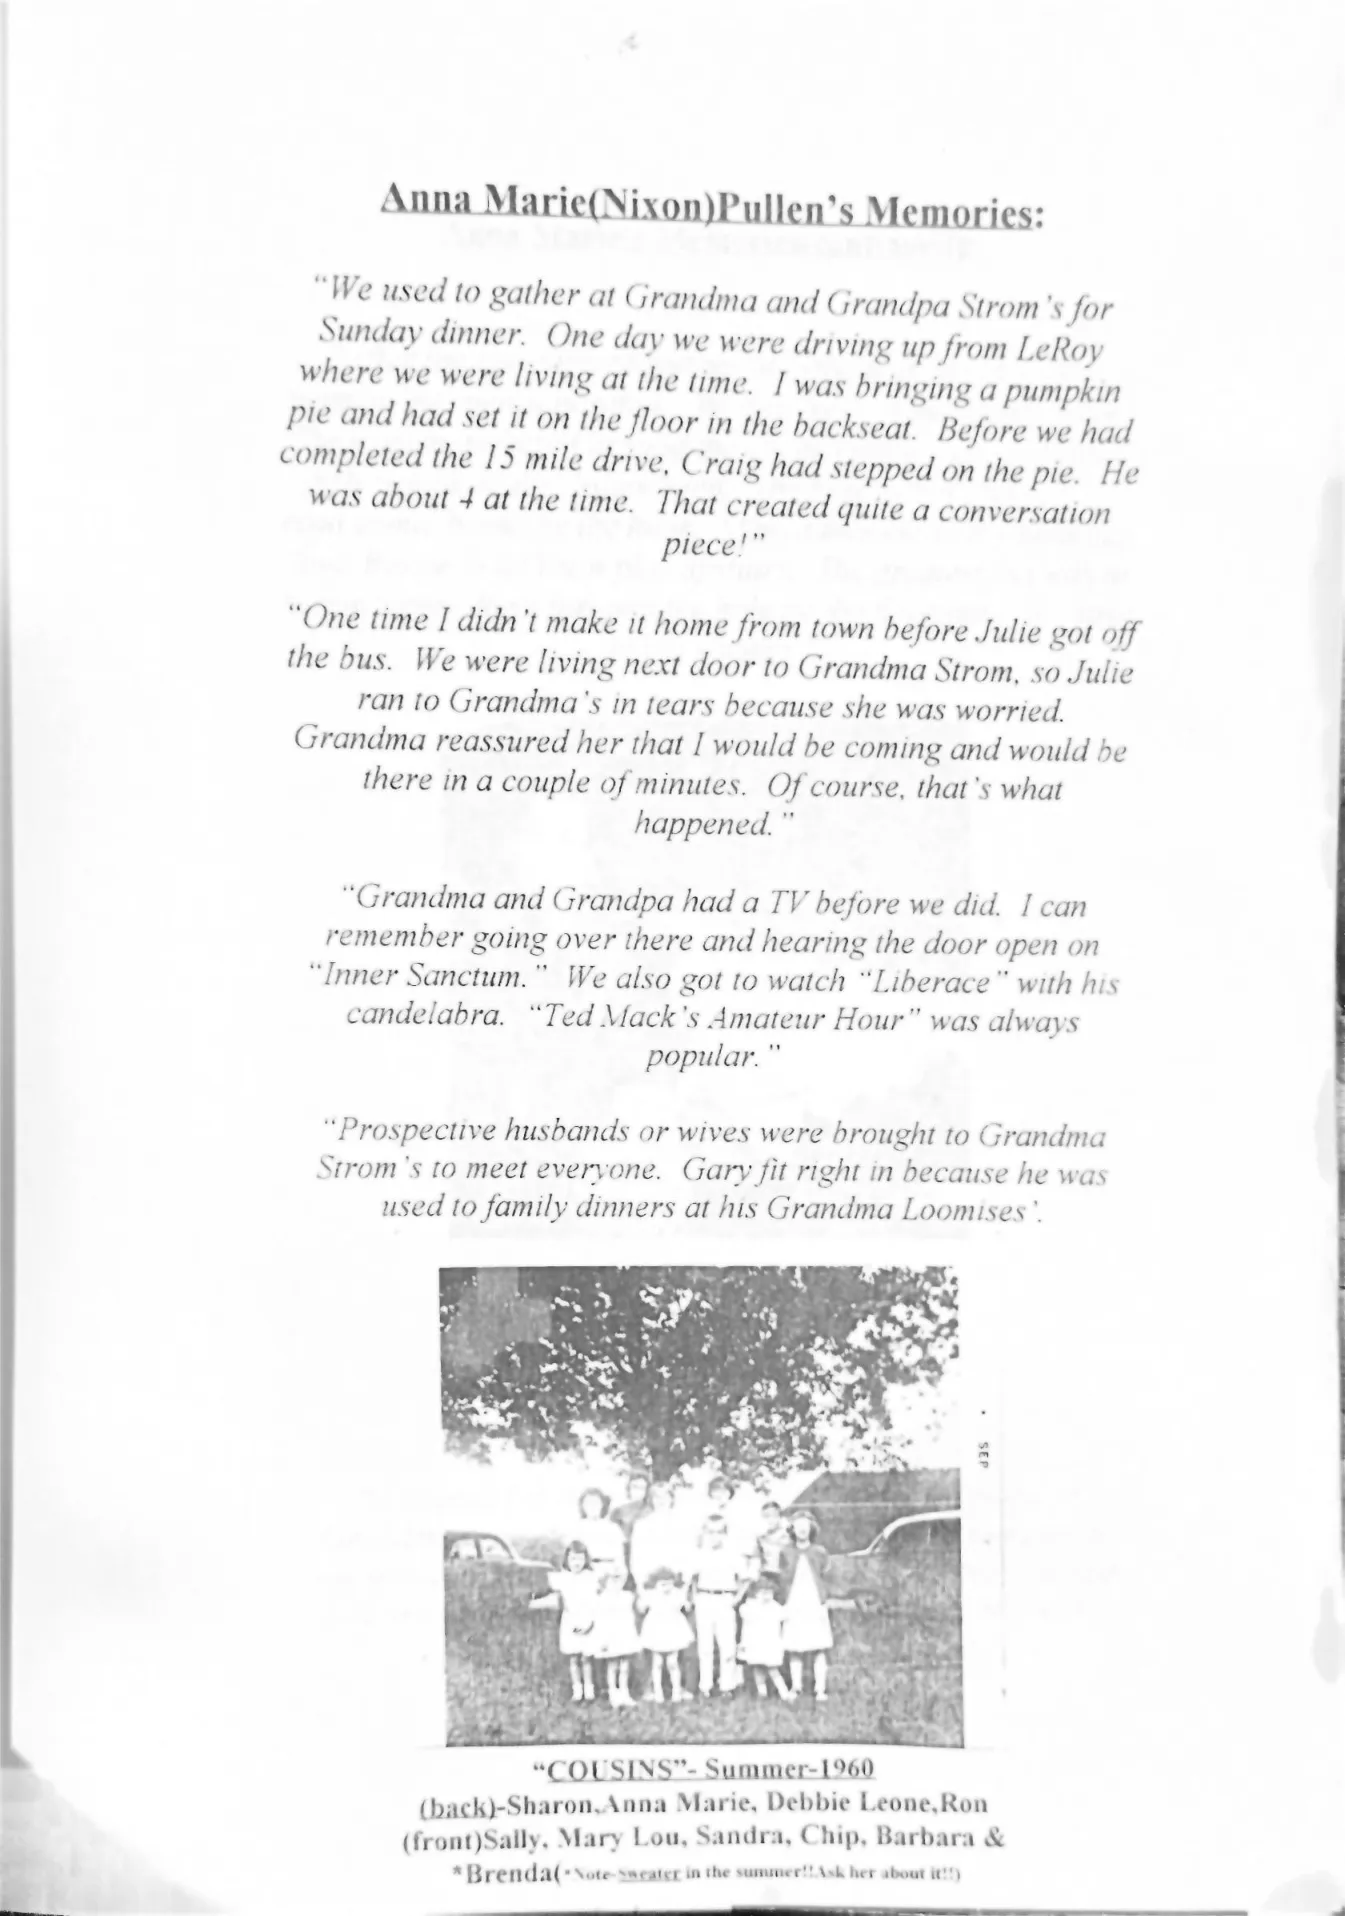 Anna Marie(Nixon)Pullen's Memories:
"We used to gather at Grandma and Grandpa Strom's for
Sunday dinner. One day we were driving up from LeRoy
where we were living at the time. I was bringing a pumpkin
pie and had set it on the floor in the backseat. Before we had
completed the 15 mile drive, Craig had stepped on the pie. He
was about 4 at the time. That created quite a conversation
piece!"
"One time I didn't make it home from town before Julie got off
the bus. We were living next door to Grandma Strom, so Julie
ran to Grandma's in tears because she was worried.
Grandma reassured her that I would be coming and would be
there in a couple of minutes. Of course, that's what
happened."
"Grandma and Grandpa had a TV before we did. I can
remember going over there and hearing the door open on
"Inner Sanctum." We also got to watch "Liberace" with his
candelabra. "Ted Mack's Amateur Hour" was always
popular."
"Prospective husbands or wives were brought to Grandma
Strom's to meet everyone. Gary fit right in because he was
used to family dinners at his Grandma Loomises'.
SEP
"COUSINS"- Summer-1960
(back)-Sharon,Anna Marie, Debbie Leone,Ron
(front)Sally, Mary Lou, Sandra, Chip, Barbara &
*Brenda(*Note sweater in the summer!!Ask her about it!!)